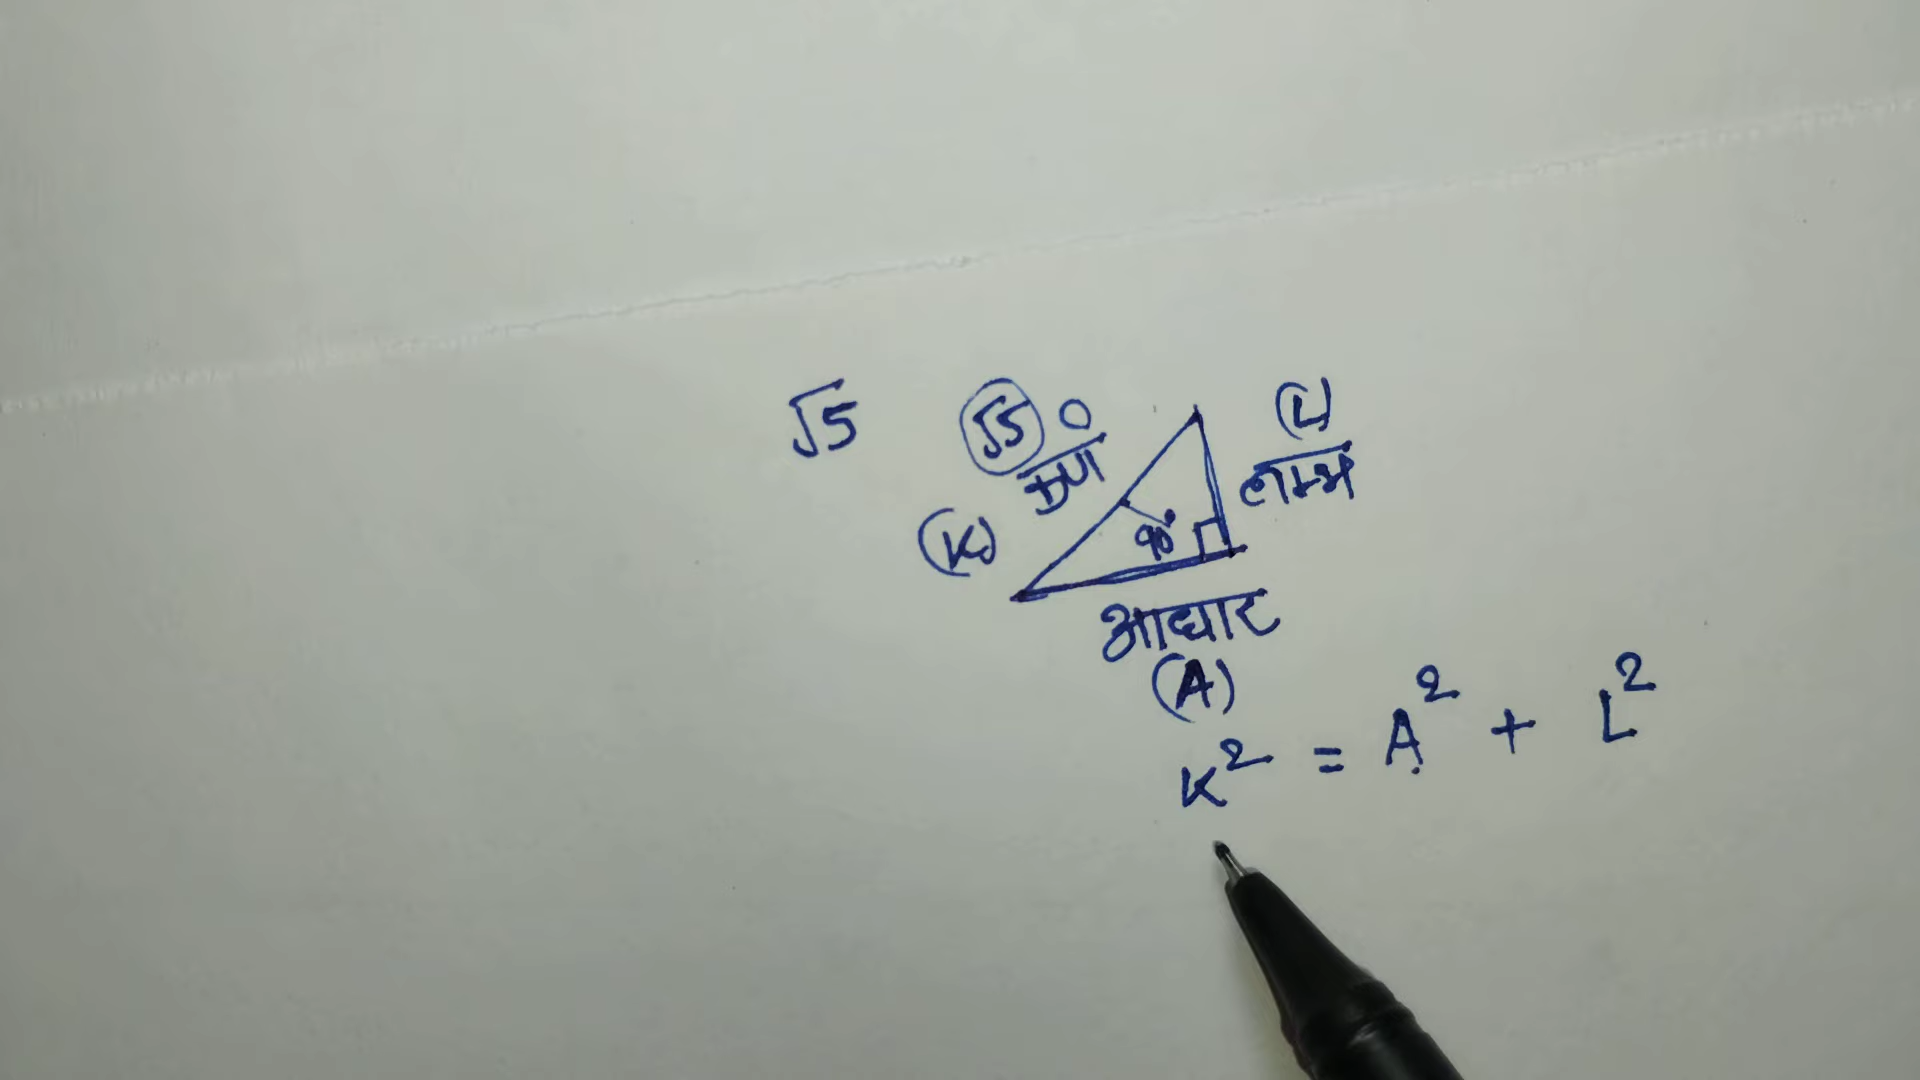 √5 √5 (L)
कर्ण लम्ब
(K) 90°
आधार
(A)
K² = A² + L²